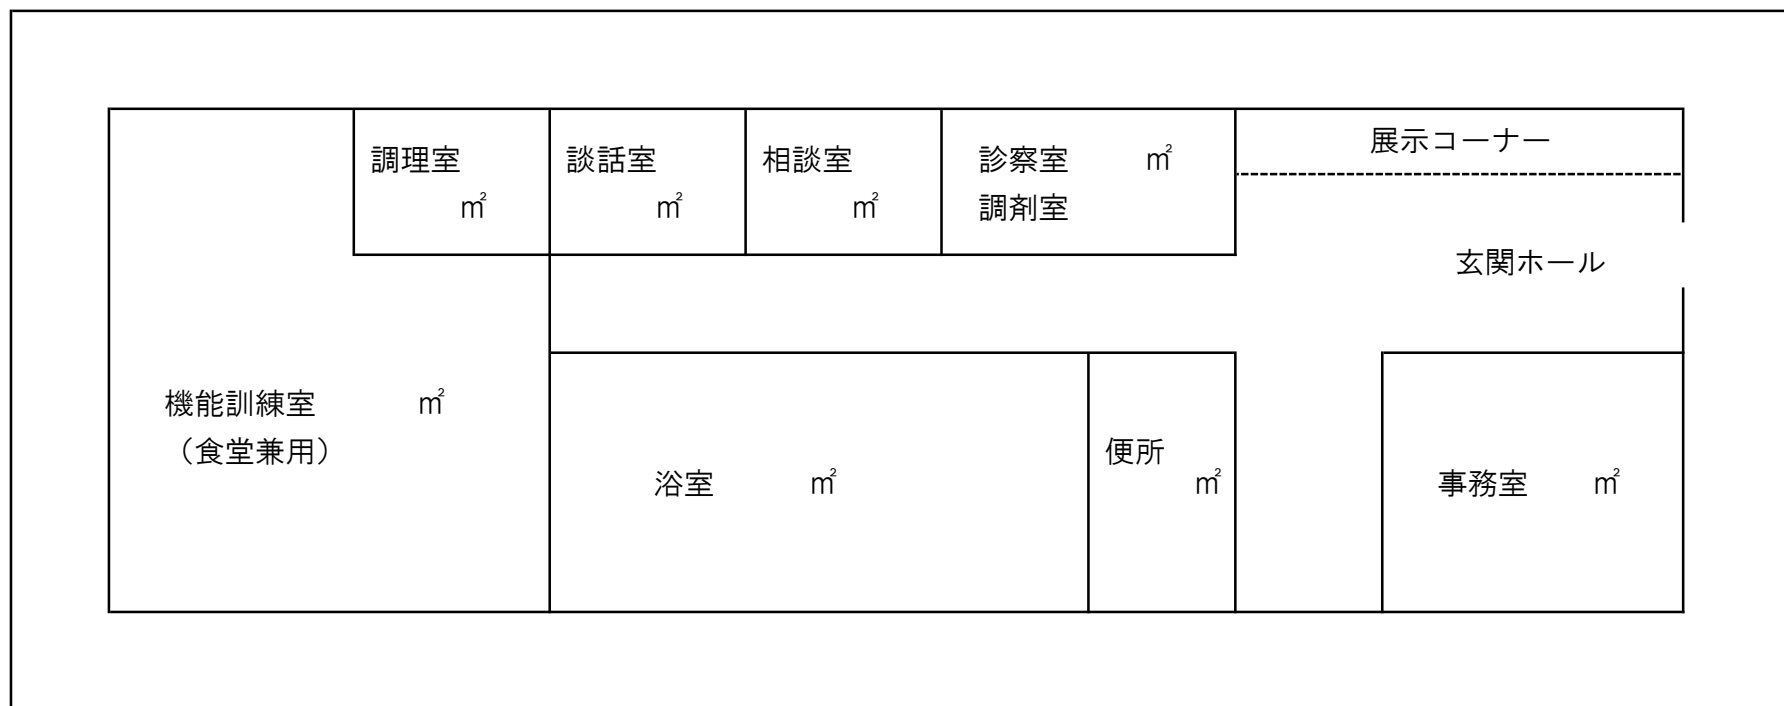 展示コーナー
調理室
㎡
談話室
㎡
相談室
㎡
診察室 ㎡
調剤室
玄関ホール
機能訓練室 ㎡
（食堂兼用）
浴室 ㎡
便所
㎡
事務室 ㎡